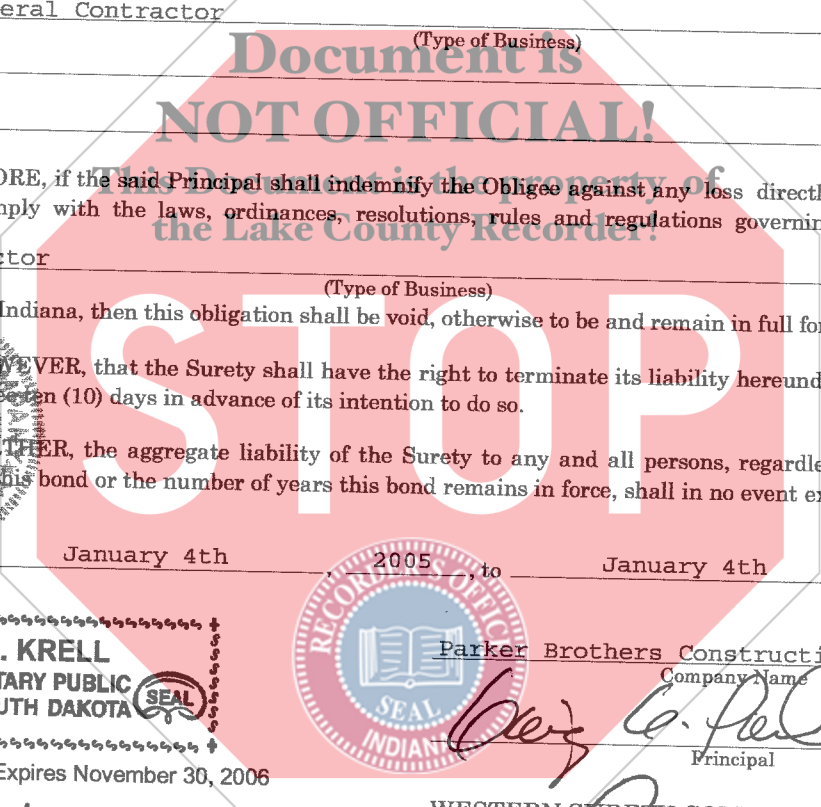 eral Contractor
(Type of Business)
Document is
NOT OFFICIAL!
This Document is the property of
the Lake County Recorder!
ORE, if the said Principal shall indemnify the Obligee against any loss directl
mply with the laws, ordinances, resolutions, rules and regulations governin
ctor
(Type of Business)
Indiana, then this obligation shall be void, otherwise to be and remain in full for
STOP
WEVER, that the Surety shall have the right to terminate its liability hereund
ten (10) days in advance of its intention to do so.
THER, the aggregate liability of the Surety to any and all persons, regardle
his bond or the number of years this bond remains in force, shall in no event ex
January 4th, 2005, to January 4th
RECORDER'S OFFICE
SEAL
INDIANA
. KRELL
TARY PUBLIC
UTH DAKOTA
SEAL
Expires November 30, 2006
Parker Brothers Constructi
Company Name
Principal